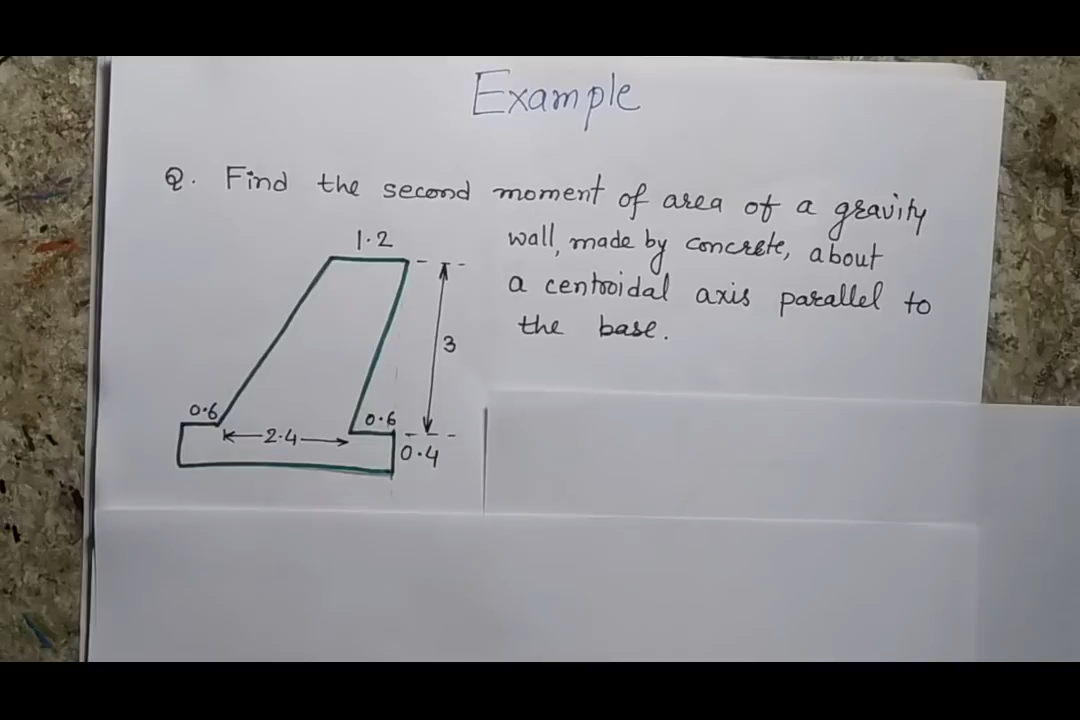 Example
Q. Find the second moment of area of a gravity
wall, made by concrete, about
a centroidal axis parallel to
the base.
1.2
3
0.6
0.6
2.4
0.4